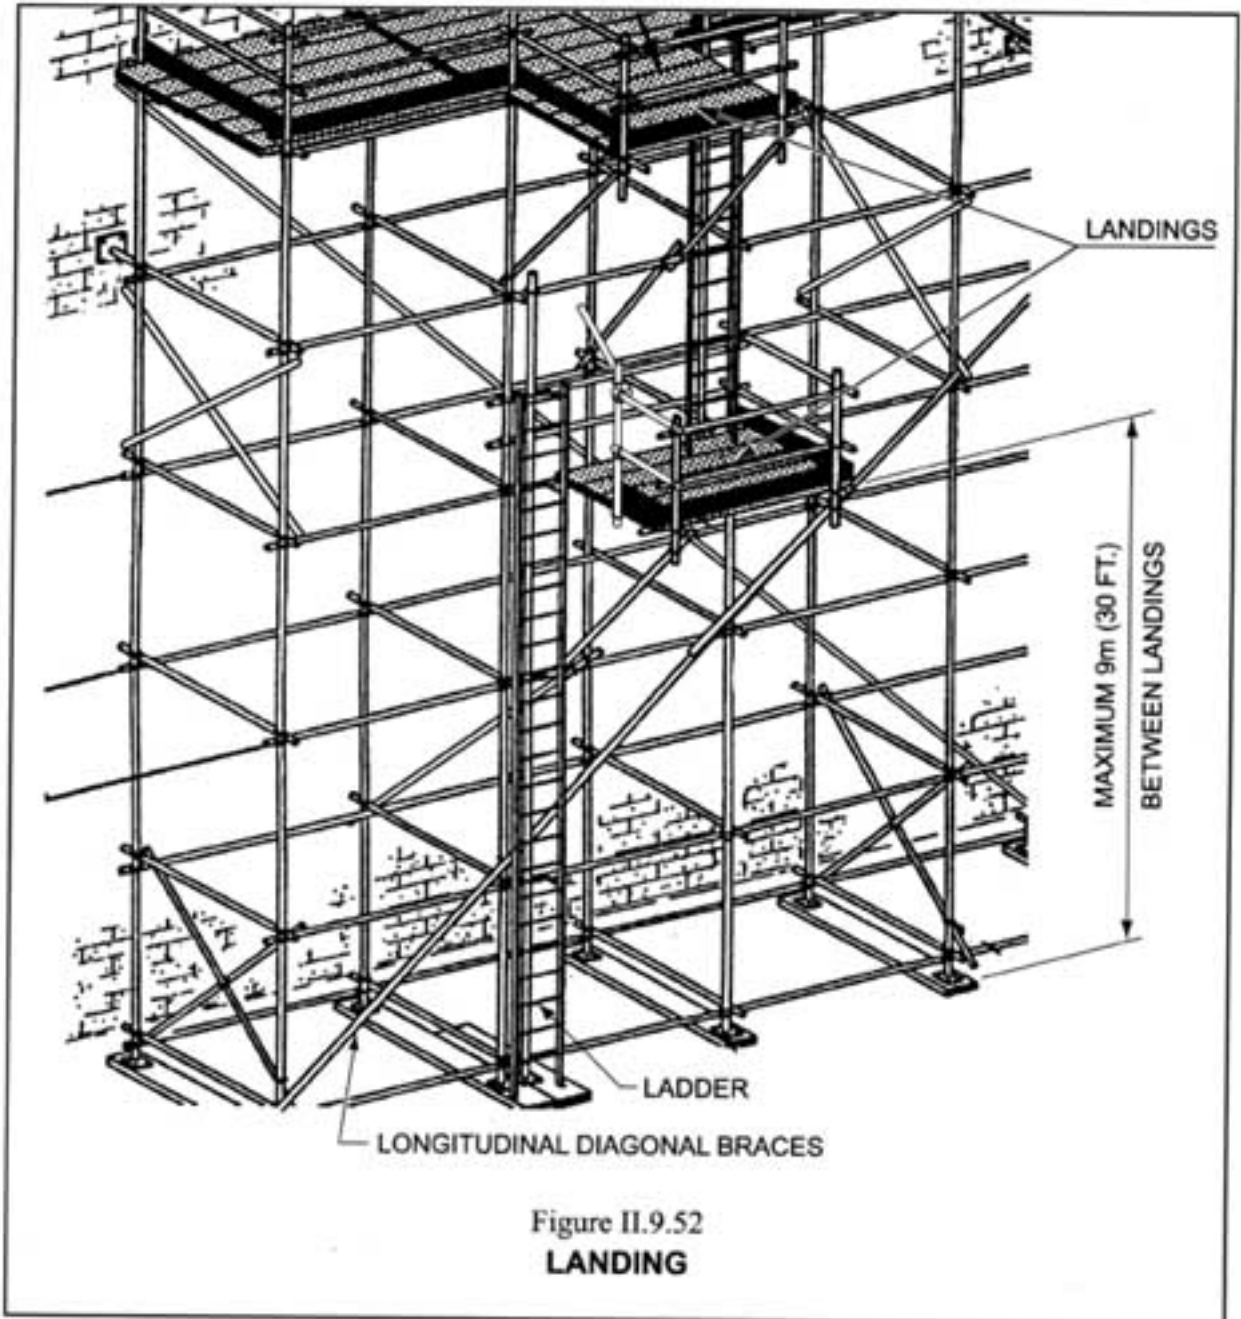 LANDINGS
MAXIMUM 9m (30 FT.)
BETWEEN LANDINGS
LADDER
LONGITUDINAL DIAGONAL BRACES
Figure II.9.52
LANDING